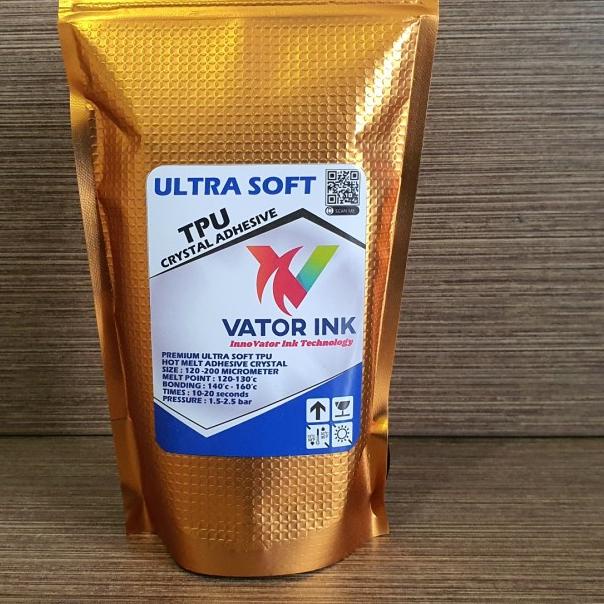 ULTRA SOFT
SCAN ME
TPU
CRYSTAL ADHESIVE
VATOR INK
InnoVator Ink Technology
PREMIUM ULTRA SOFT TPU
HOT MELT ADHESIVE CRYSTAL
SIZE : 120 -200 MICROMETER
MELT POINT : 120-130'c
BONDING : 140'c - 160'c
TIMES : 10-20 seconds
PRESSURE : 1.5-2.5 bar